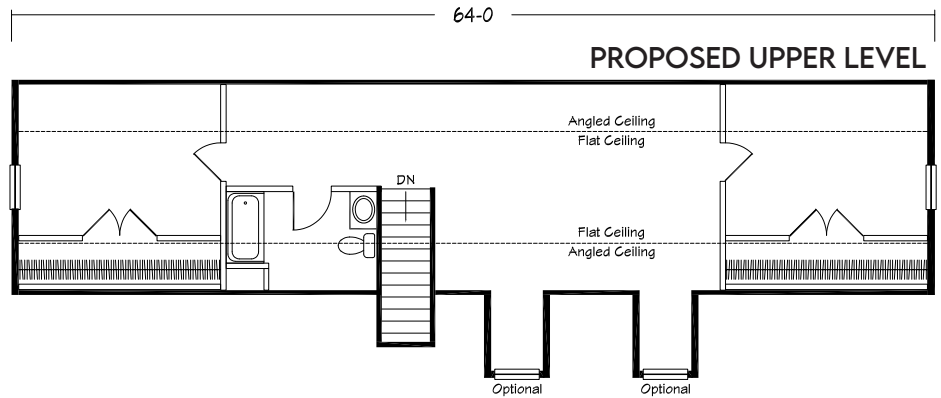 64-0
PROPOSED UPPER LEVEL
Angled Ceiling
Flat Ceiling
DN
Flat Ceiling
Angled Ceiling
Optional
Optional